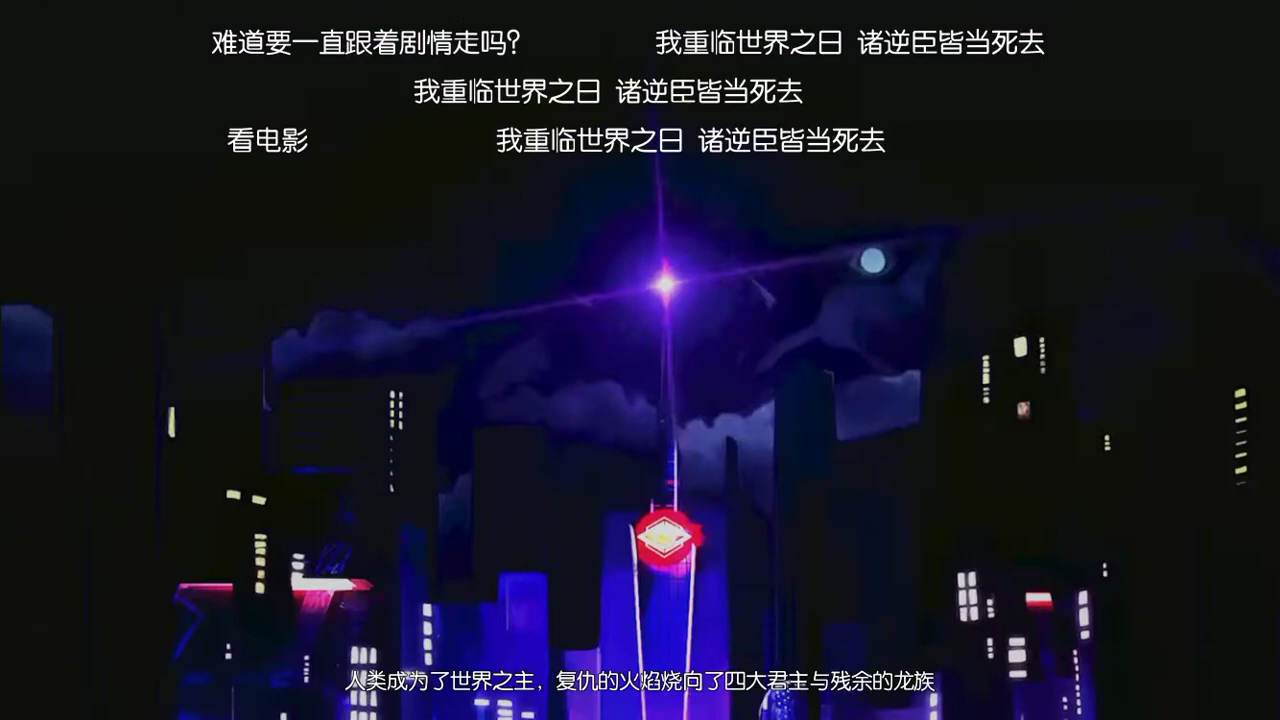 难道要一直跟着剧情走吗？ 我重临世界之日 诸逆臣皆当死去
我重临世界之日 诸逆臣皆当死去
看电影 我重临世界之日 诸逆臣皆当死去
人类成为了世界之主，复仇的火焰烧向了四大君主与残余的龙族